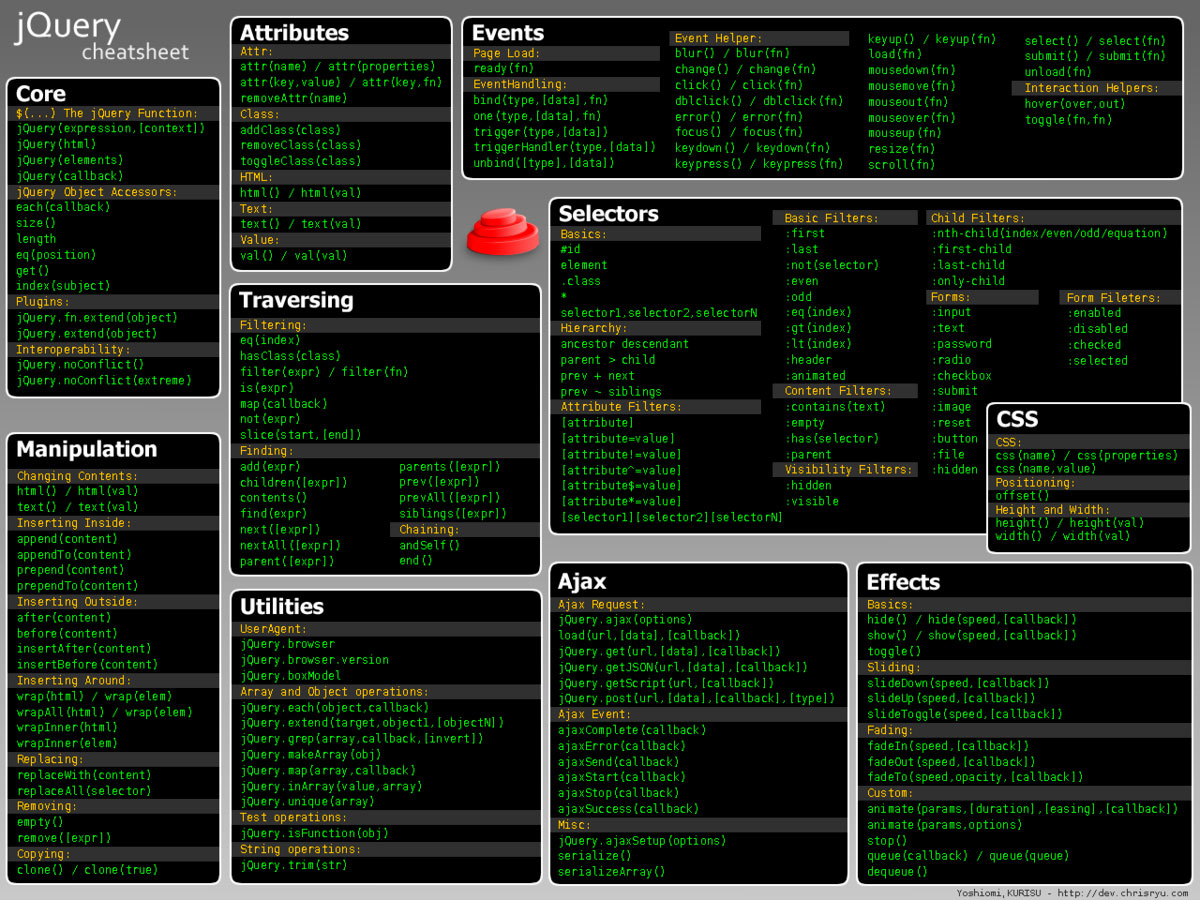 jQuery
cheatsheet
Core
$(...) The jQuery Function:
jQuery(expression,[context])
jQuery(html)
jQuery(elements)
jQuery(callback)
jQuery Object Accessors:
each(callback)
size()
length
eq(position)
get()
index(subject)
Plugins:
jQuery.fn.extend(object)
jQuery.extend(object)
Interoperability:
jQuery.noConflict()
jQuery.noConflict(extreme)
Manipulation
Changing Contents:
html() / html(val)
text() / text(val)
Inserting Inside:
append(content)
appendTo(content)
prepend(content)
prependTo(content)
Inserting Outside:
after(content)
before(content)
insertAfter(content)
insertBefore(content)
Inserting Around:
wrap(html) / wrap(elem)
wrapAll(html) / wrap(elem)
wrapInner(html)
wrapInner(elem)
Replacing:
replaceWith(content)
replaceAll(selector)
Removing:
empty()
remove([expr])
Copying:
clone() / clone(true)
Attributes
Attr:
attr(name) / attr(properties)
attr(key,value) / attr(key,fn)
removeAttr(name)
Class:
addClass(class)
removeClass(class)
toggleClass(class)
HTML:
html() / html(val)
Text:
text() / text(val)
Value:
val() / val(val)
Traversing
Filtering:
eq(index)
hasClass(class)
filter(expr) / filter(fn)
is(expr)
map(callback)
not(expr)
slice(start,[end])
Finding:
add(expr)
children([expr])
contents()
find(expr)
next([expr])
nextAll([expr])
parent([expr])
parents([expr])
prev([expr])
prevAll([expr])
siblings([expr])
Chaining:
andSelf()
end()
Utilities
UserAgent:
jQuery.browser
jQuery.browser.version
jQuery.boxModel
Array and Object operations:
jQuery.each(object,callback)
jQuery.extend(target,object1,[objectN])
jQuery.grep(array,callback,[invert])
jQuery.makeArray(obj)
jQuery.map(array,callback)
jQuery.inArray(value,array)
jQuery.unique(array)
Test operations:
jQuery.isFunction(obj)
String operations:
jQuery.trim(str)
Events
Page Load:
ready(fn)
EventHandling:
bind(type,[data],fn)
one(type,[data],fn)
trigger(type,[data])
triggerHandler(type,[data])
unbind([type],[data])
Event Helper:
blur() / blur(fn)
change() / change(fn)
click() / click(fn)
dblclick() / dblclick(fn)
error() / error(fn)
focus() / focus(fn)
keydown() / keydown(fn)
keypress() / keypress(fn)
keyup() / keyup(fn)
load(fn)
mousedown(fn)
mousemove(fn)
mouseout(fn)
mouseover(fn)
mouseup(fn)
resize(fn)
scroll(fn)
select() / select(fn)
submit() / submit(fn)
unload(fn)
Interaction Helpers:
hover(over,out)
toggle(fn,fn)
Selectors
Basics:
#id
element
.class
*
selector1,selector2,selectorN
Hierarchy:
ancestor descendant
parent > child
prev + next
prev ~ siblings
Attribute Filters:
[attribute]
[attribute=value]
[attribute!=value]
[attribute^=value]
[attribute$=value]
[attribute*=value]
[selector1][selector2][selectorN]
Basic Filters:
:first
:last
:not(selector)
:even
:odd
:eq(index)
:gt(index)
:lt(index)
:header
:animated
Content Filters:
:contains(text)
:empty
:has(selector)
:parent
Visibility Filters:
:hidden
:visible
Child Filters:
:nth-child(index/even/odd/equation)
:first-child
:last-child
:only-child
Forms:
:input
:text
:password
:radio
:checkbox
:submit
:image
:reset
:button
:file
:hidden
Form Fileters:
:enabled
:disabled
:checked
:selected
CSS
CSS:
css(name) / css(properties)
css(name,value)
Positioning:
offset()
Height and Width:
height() / height(val)
width() / width(val)
Ajax
Ajax Request:
jQuery.ajax(options)
load(url,[data],[callback])
jQuery.get(url,[data],[callback])
jQuery.getJSON(url,[data],[callback])
jQuery.getScript(url,[callback])
jQuery.post(url,[data],[callback],[type])
Ajax Event:
ajaxComplete(callback)
ajaxError(callback)
ajaxSend(callback)
ajaxStart(callback)
ajaxStop(callback)
ajaxSuccess(callback)
Misc:
jQuery.ajaxSetup(options)
serialize()
serializeArray()
Effects
Basics:
hide() / hide(speed,[callback])
show() / show(speed,[callback])
toggle()
Sliding:
slideDown(speed,[callback])
slideUp(speed,[callback])
slideToggle(speed,[callback])
Fading:
fadeIn(speed,[callback])
fadeOut(speed,[callback])
fadeTo(speed,opacity,[callback])
Custom:
animate(params,[duration],[easing],[callback])
animate(params,options)
stop()
queue(callback) / queue(queue)
dequeue()
Yoshiomi,KURISU - http://dev.chrisryu.com